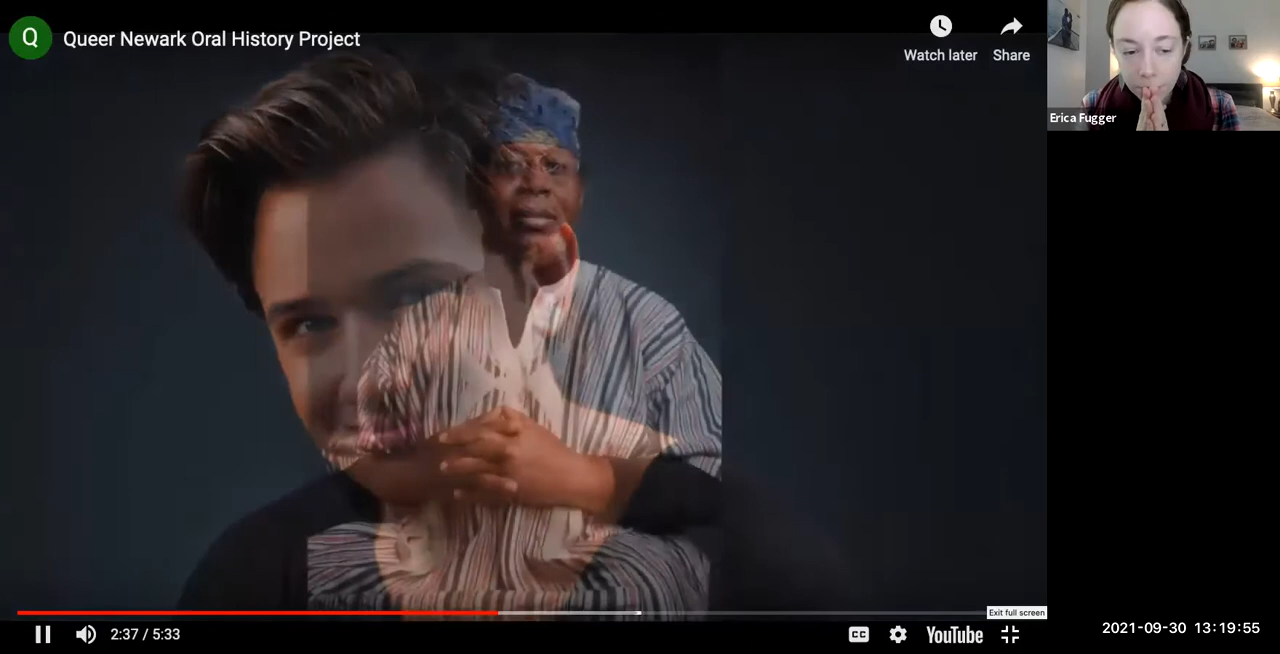 Q
Queer Newark Oral History Project
Watch later
Share
Erica Fugger
Exit full screen
2:37 / 5:33
CC
YouTube
2021-09-30 13:19:55